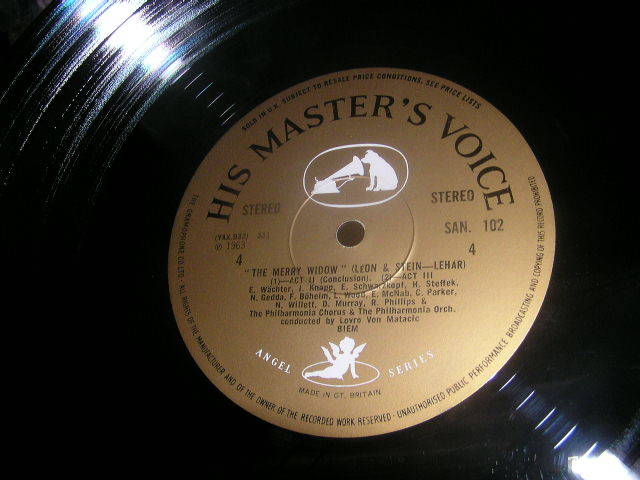 SOLD IN U.K. SUBJECT TO RESALE PRICE CONDITIONS, SEE PRICE LISTS
HIS MASTER'S VOICE
STEREO
STEREO
(YAX.932)
SAN. 102
℗ 1963
4
4
"THE MERRY WIDOW" (LEON & STEIN—LEHAR)
(1)—ACT II (Conclusion). (2)—ACT III
E. Wächter, J. Knapp, E. Schwarzkopf, H. Steffek,
N. Gedda, F. Böheim, L. Wood, E. McNab, C. Parker,
N. Willett, D. Murray, R. Phillips &
The Philharmonia Chorus & The Philharmonia Orch.
conducted by Lovro Von Matacic
BIEM
ANGEL SERIES
MADE IN GT. BRITAIN
THE GRAMOPHONE CO. LTD. ALL RIGHTS OF THE MANUFACTURER AND OF THE OWNER OF THE RECORDED WORK RESERVED · UNAUTHORISED PUBLIC PERFORMANCE BROADCASTING AND COPYING OF THIS RECORD PROHIBITED